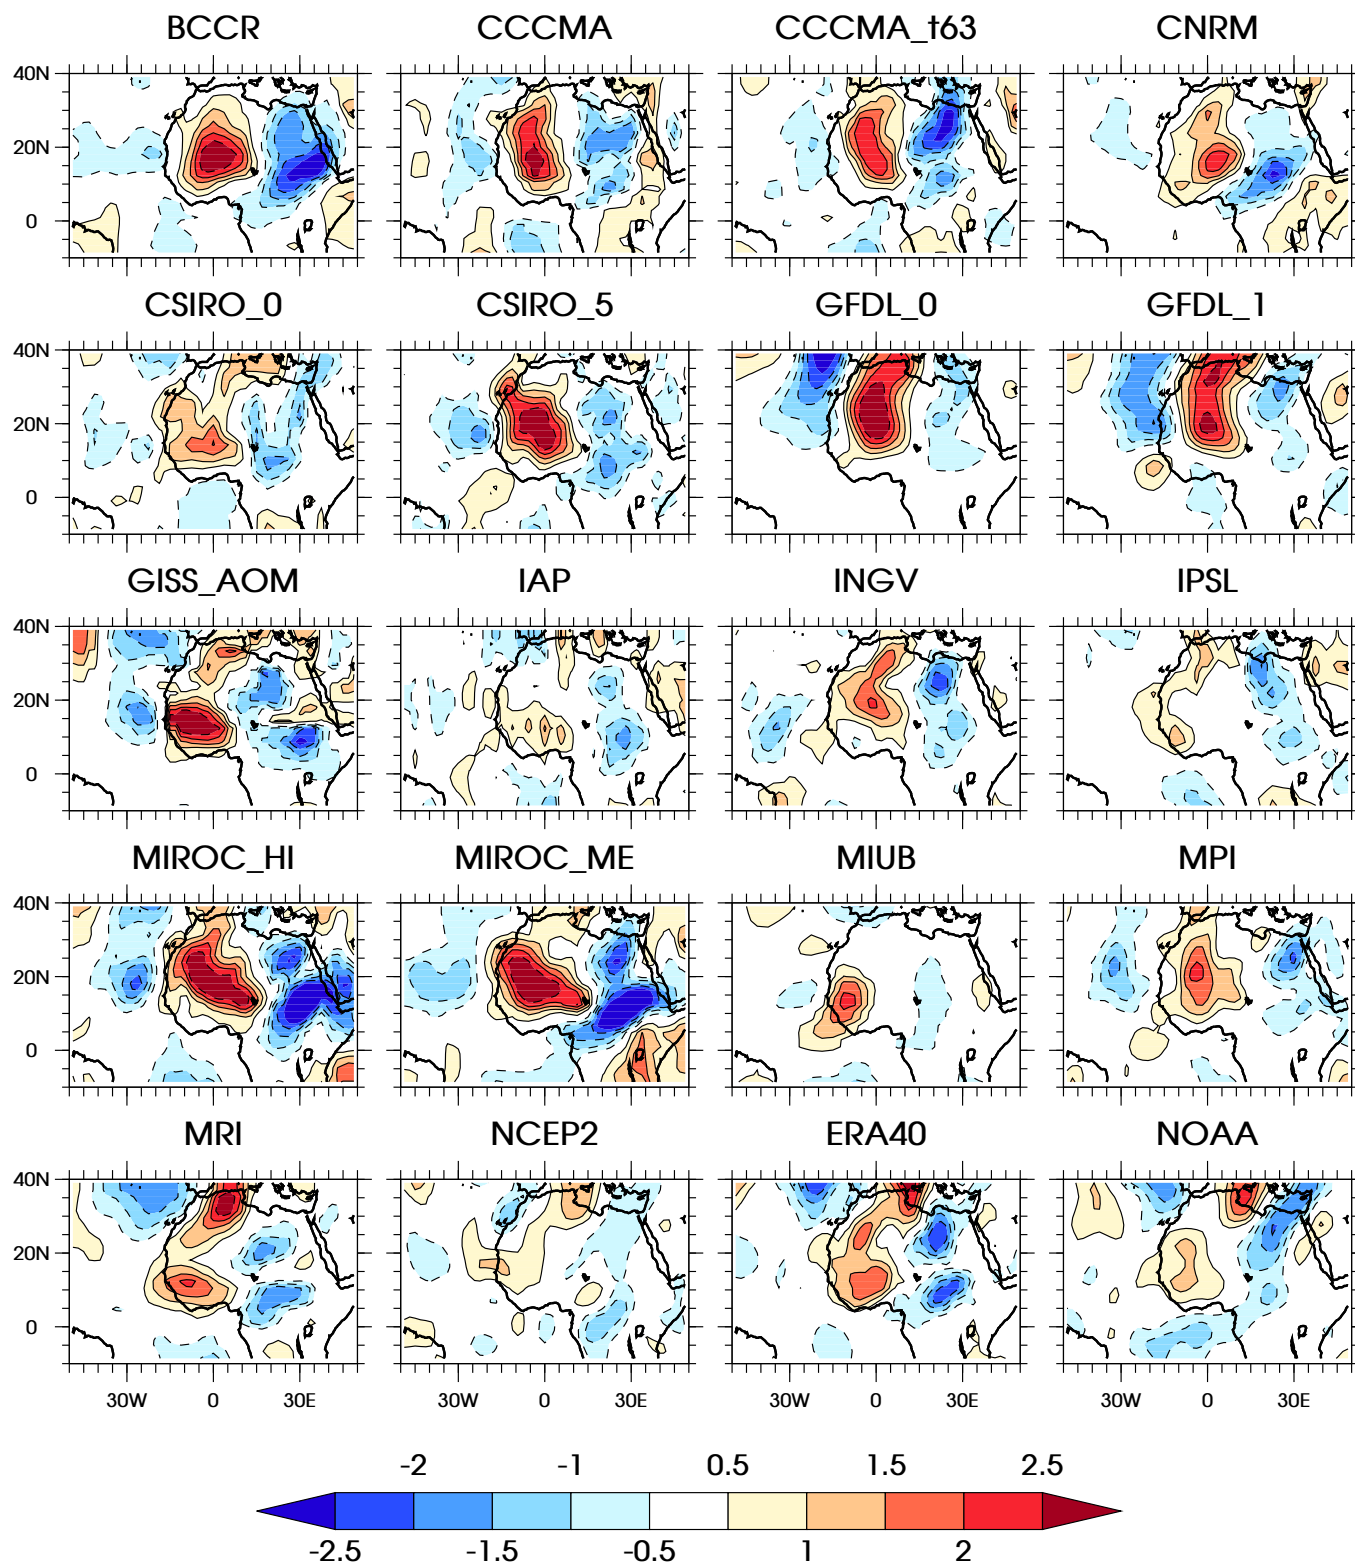 BCCR CCCMA CCCMA_t63 CNRM
40N
20N
0
CSIRO_0 CSIRO_5 GFDL_0 GFDL_1
40N
20N
0
GISS_AOM IAP INGV IPSL
40N
20N
0
MIROC_HI MIROC_ME MIUB MPI
40N
20N
0
MRI NCEP2 ERA40 NOAA
40N
20N
0
30W 0 30E 30W 0 30E 30W 0 30E 30W 0 30E
-2 -1 0.5 1.5 2.5
-2.5 -1.5 -0.5 1 2